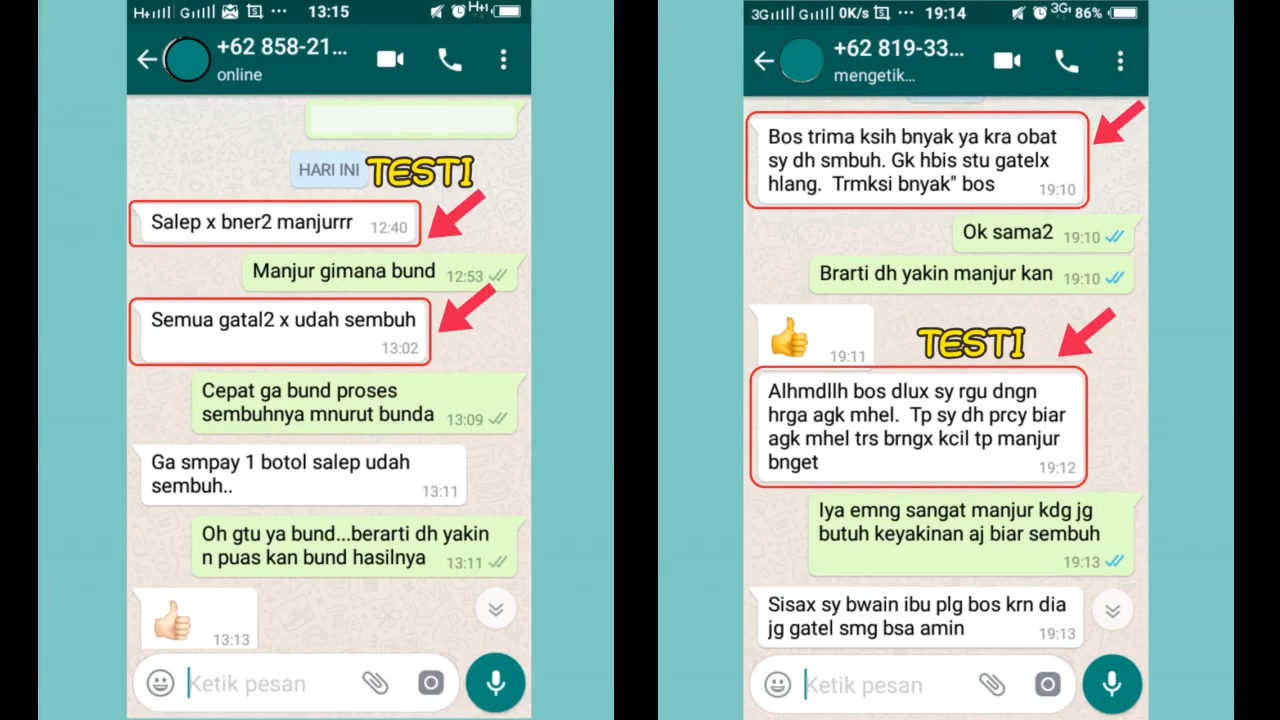 H+ G 13:15 H+
+62 858-21...
online
HARI INI
TESTI
Salep x bner2 manjurrr 12:40
Manjur gimana bund 12:53
Semua gatal2 x udah sembuh
13:02
Cepat ga bund proses
sembuhnya mnurut bunda 13:09
Ga smpay 1 botol salep udah
sembuh.. 13:11
Oh gtu ya bund...berarti dh yakin
n puas kan bund hasilnya 13:11
👍🏻 13:13
Ketik pesan
3G G 0K/s 19:14 3G 86%
+62 819-33...
mengetik...
Bos trima ksih bnyak ya kra obat
sy dh smbuh. Gk hbis stu gatelx
hlang. Trmksi bnyak" bos 19:10
Ok sama2 19:10
Brarti dh yakin manjur kan 19:10
👍 19:11
TESTI
Alhmdllh bos dlux sy rgu dngn
hrga agk mhel. Tp sy dh prcy biar
agk mhel trs brngx kcil tp manjur
bnget 19:12
Iya emng sangat manjur kdg jg
butuh keyakinan aj biar sembuh
19:13
Sisax sy bwain ibu plg bos krn dia
jg gatel smg bsa amin 19:13
Ketik pesan